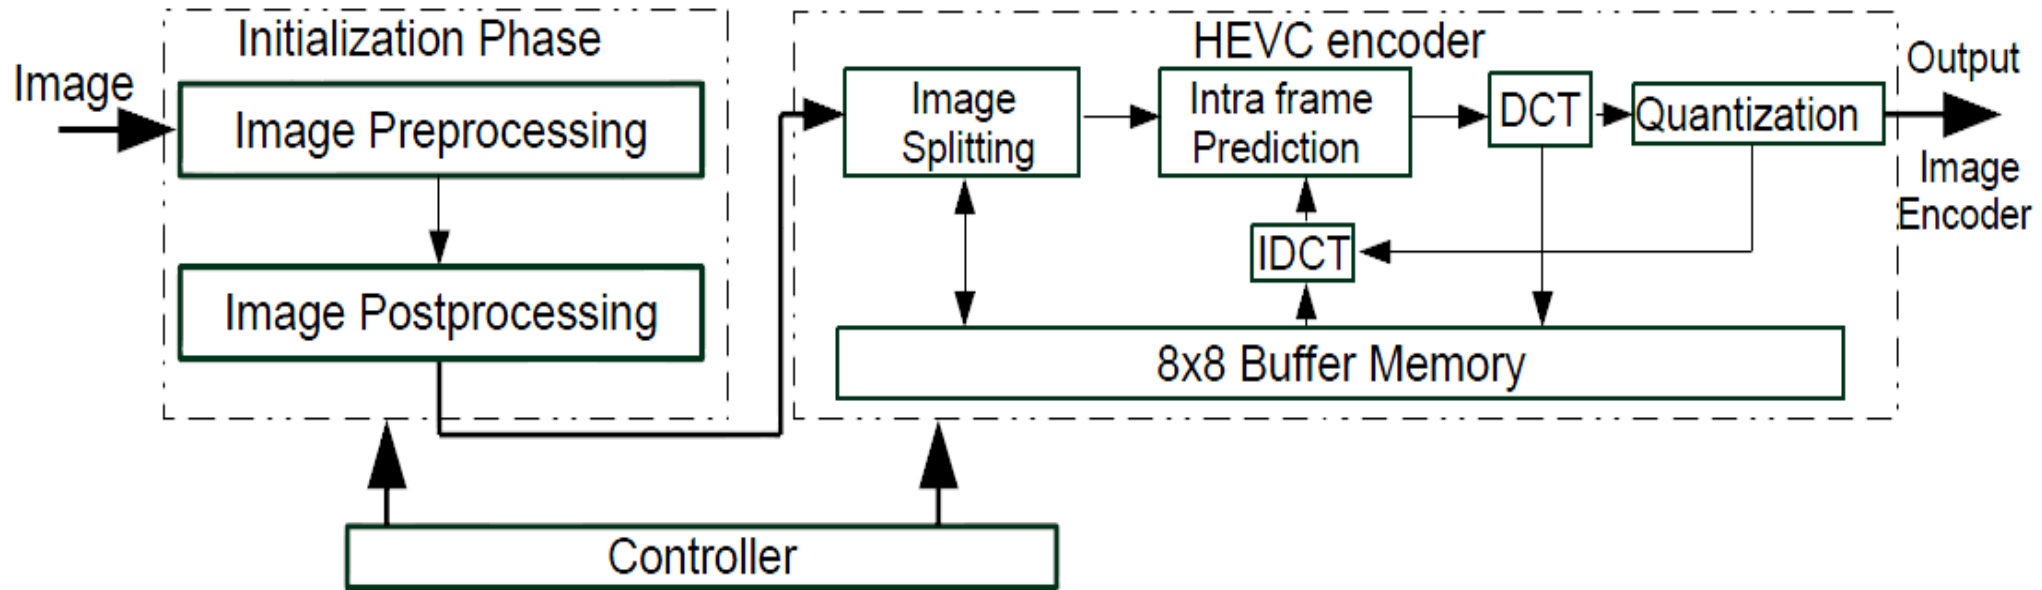 Initialization Phase
Image
Image Preprocessing
Image Postprocessing
HEVC encoder
Image
Splitting
Intra frame
Prediction
DCT
Quantization
Output
Image
Encoder
IDCT
8x8 Buffer Memory
Controller